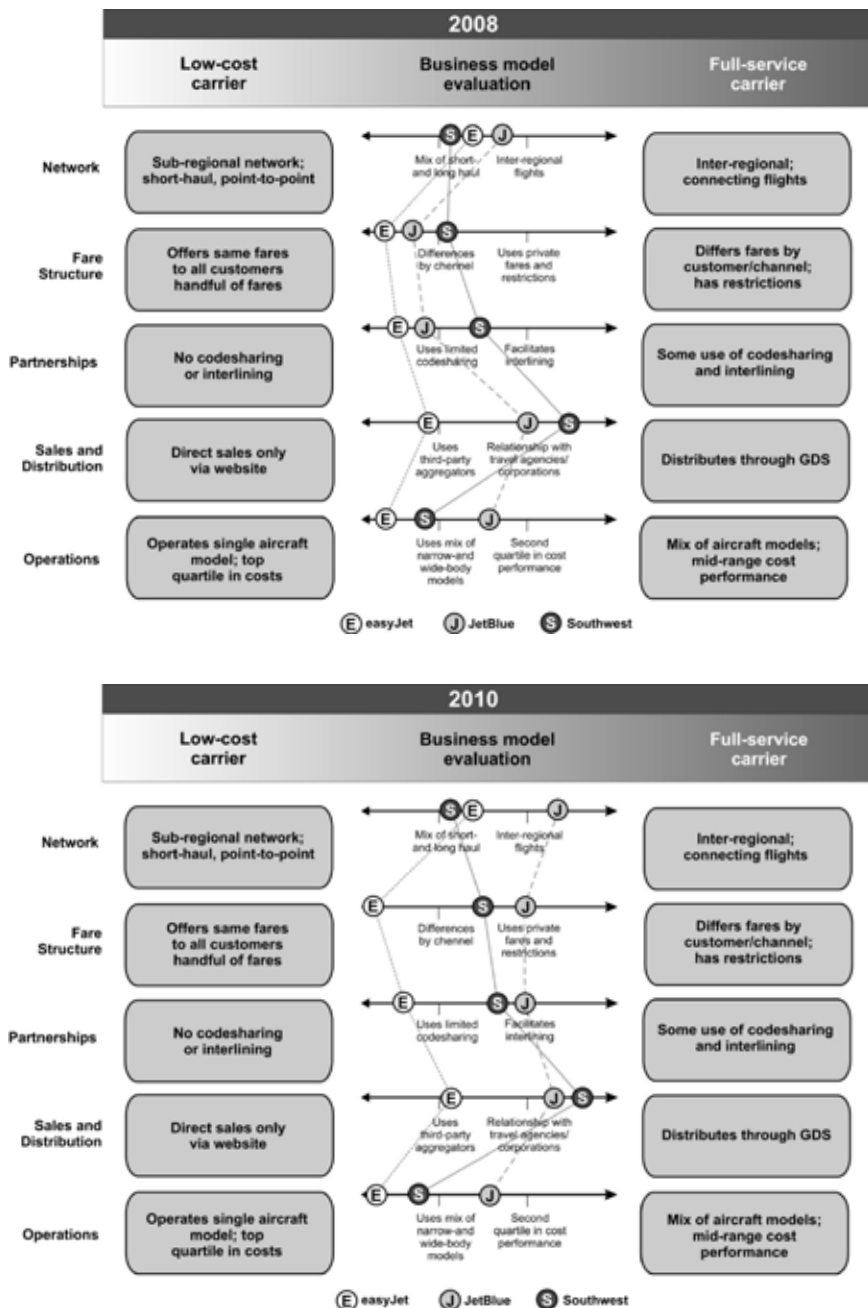 2008
Low-cost
carrier
Business model
evaluation
Full-service
carrier
Network
Sub-regional network;
short-haul, point-to-point
S
E
J
Mix of short-
and long haul
Inter-regional
flights
Inter-regional;
connecting flights
Fare
Structure
Offers same fares
to all customers
handful of fares
E
J
S
Differences
by chennel
Uses private
fares and
restrictions
Differs fares by
customer/channel;
has restrictions
Partnerships
No codesharing
or interlining
E
J
S
Uses limited
codesharing
Facilitates
interlining
Some use of codesharing
and interlining
Sales and
Distribution
Direct sales only
via website
E
J
S
Uses
third-party
aggregators
Relationship with
travel agencies/
corporations
Distributes through GDS
Operations
Operates single aircraft
model; top
quartile in costs
E
S
J
Uses mix of
narrow-and
wide-body
models
Second
quartile in cost
performance
Mix of aircraft models;
mid-range cost
performance
E easyJet J JetBlue S Southwest
2010
Low-cost
carrier
Business model
evaluation
Full-service
carrier
Network
Sub-regional network;
short-haul, point-to-point
S
E
J
Mix of short-
and long haul
Inter-regional
flights
Inter-regional;
connecting flights
Fare
Structure
Offers same fares
to all customers
handful of fares
E
S
J
Differences
by channel
Uses private
fares and
restrictions
Differs fares by
customer/channel;
has restrictions
Partnerships
No codesharing
or interlining
E
S
J
Uses limited
codesharing
Facilitates
interlining
Some use of codesharing
and interlining
Sales and
Distribution
Direct sales only
via website
E
J
S
Uses
third-party
aggregators
Relationship with
travel agencies/
corporations
Distributes through GDS
Operations
Operates single aircraft
model; top
quartile in costs
E
S
J
Uses mix of
narrow-and
wide-body
models
Second
quartile in cost
performance
Mix of aircraft models;
mid-range cost
performance
E easyJet J JetBlue S Southwest